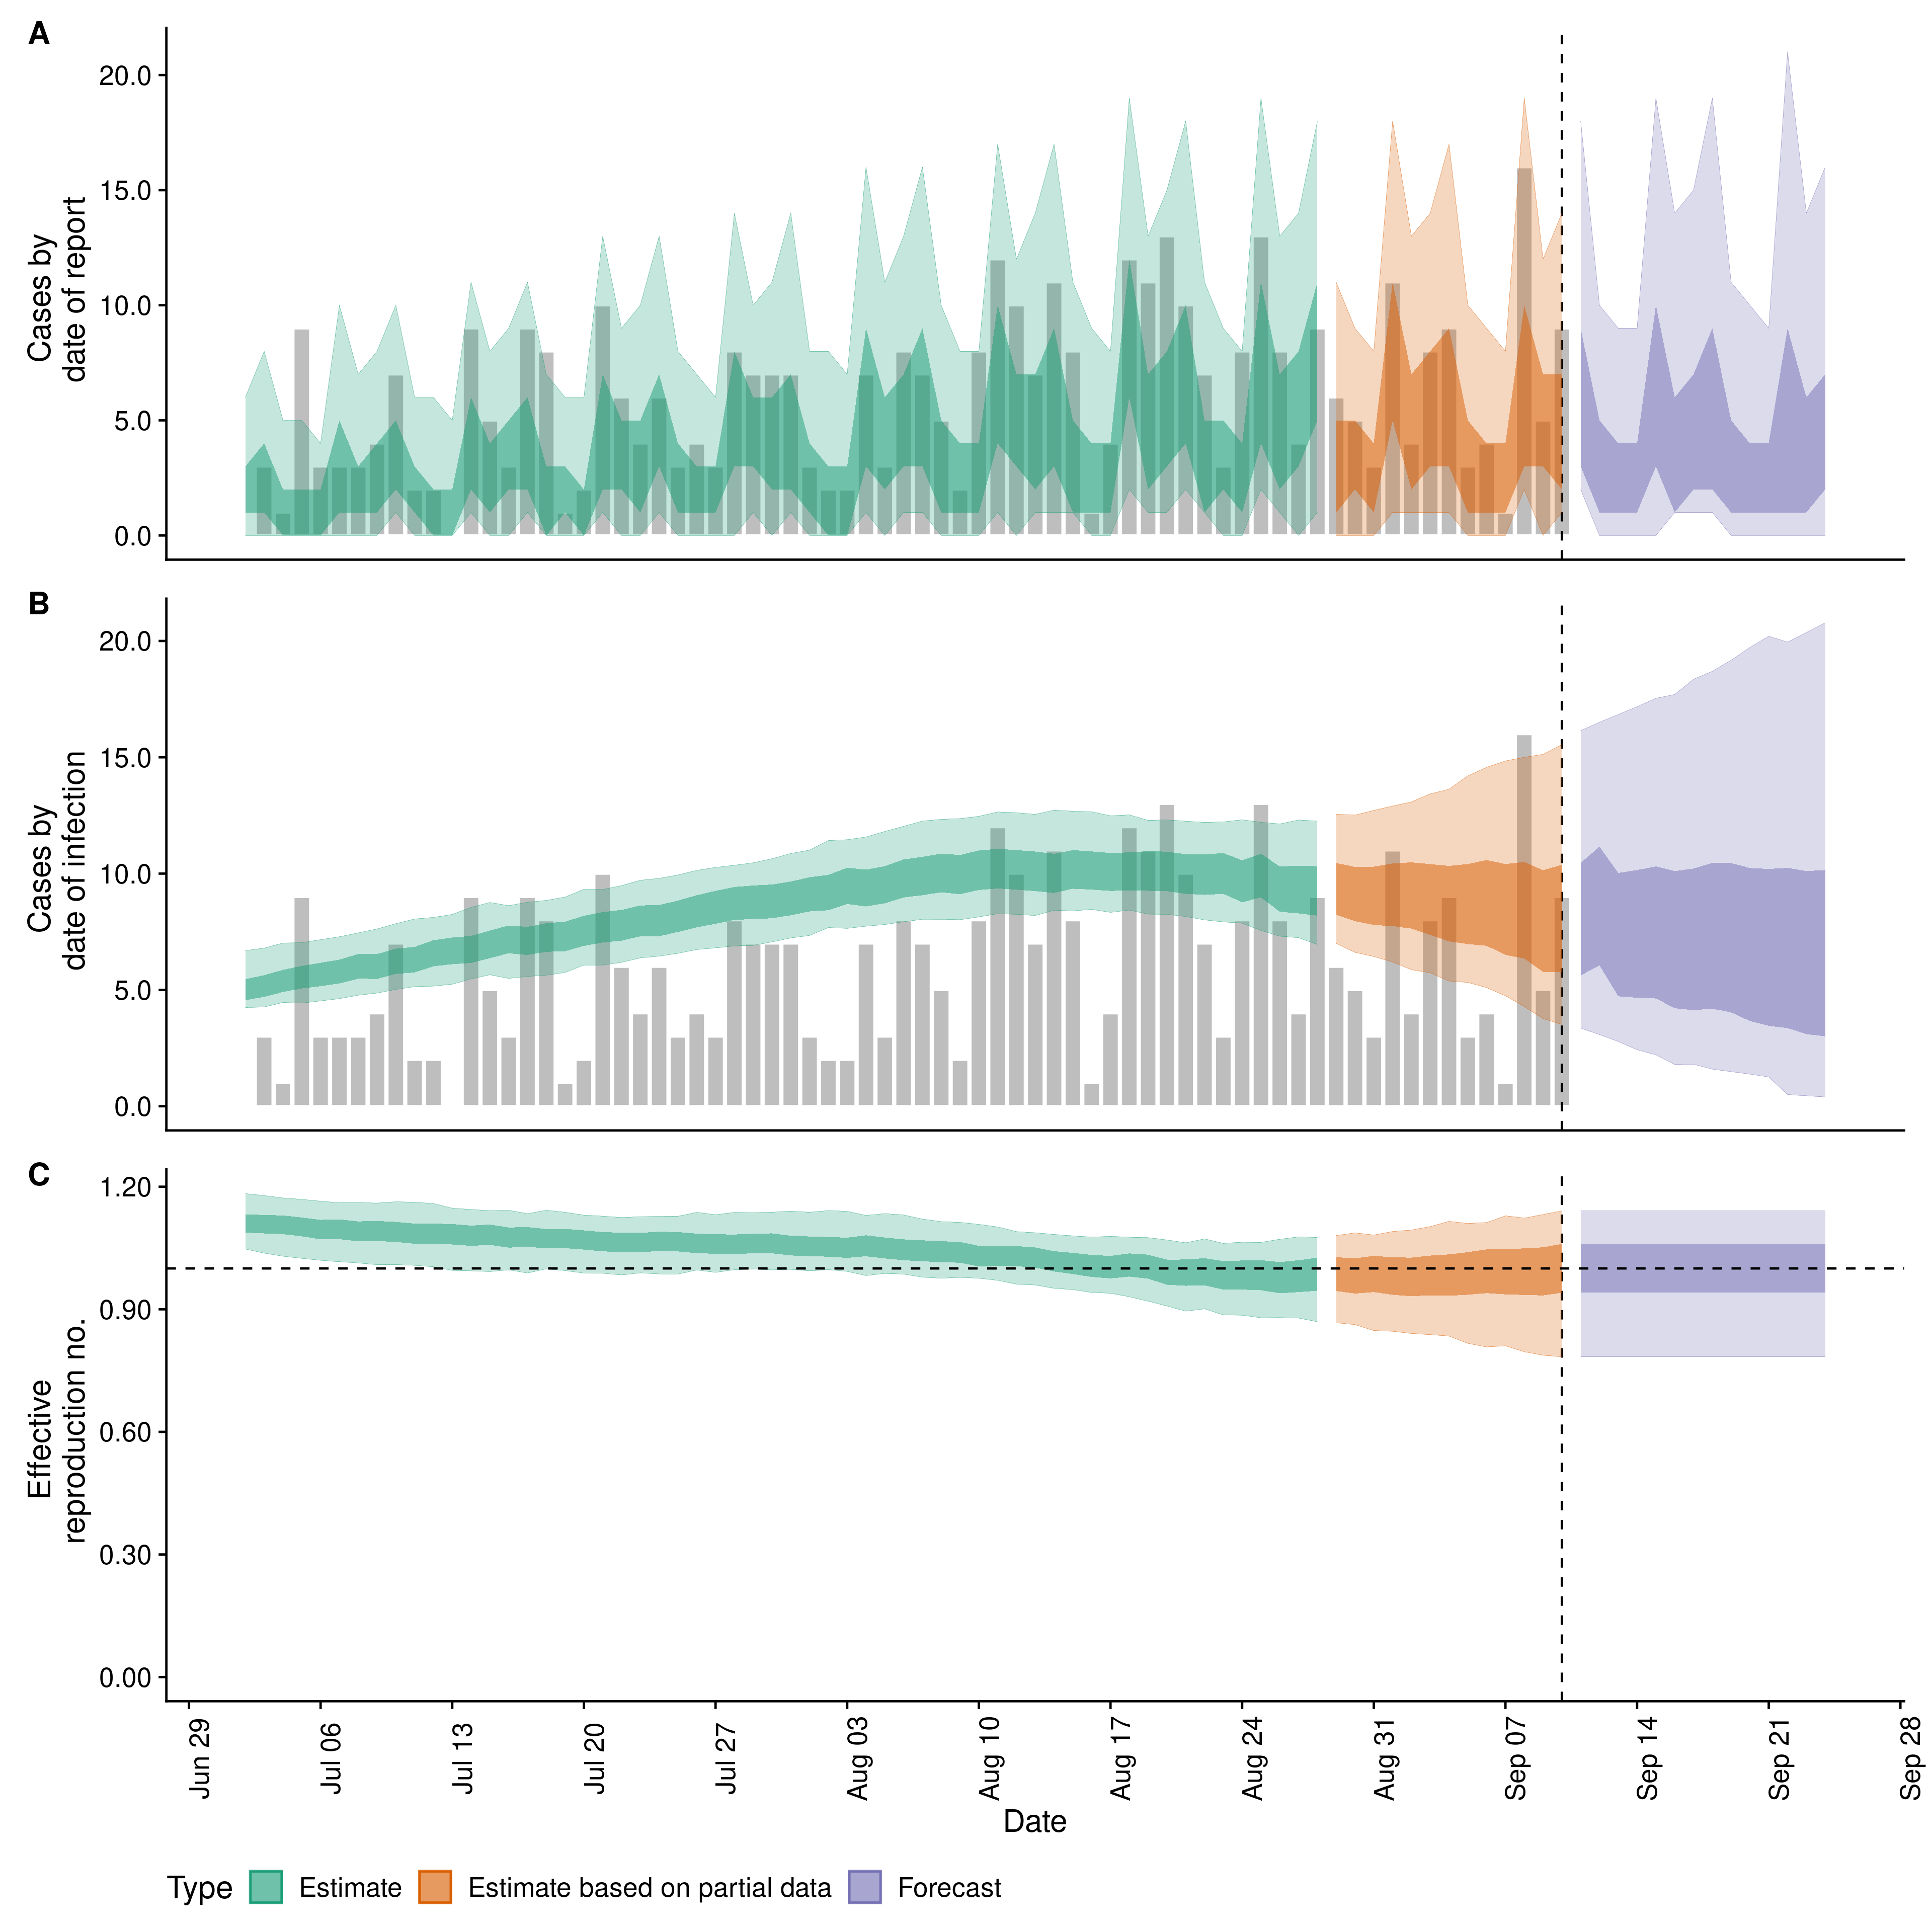 A
20.0
15.0
10.0
5.0
0.0
Cases by
date of report
B
20.0
15.0
10.0
5.0
0.0
Cases by
date of infection
C
1.20
0.90
0.60
0.30
0.00
Effective
reproduction no.
Jun 29
Jul 06
Jul 13
Jul 20
Jul 27
Aug 03
Aug 10
Aug 17
Aug 24
Aug 31
Sep 07
Sep 14
Sep 21
Sep 28
Date
Type Estimate Estimate based on partial data Forecast